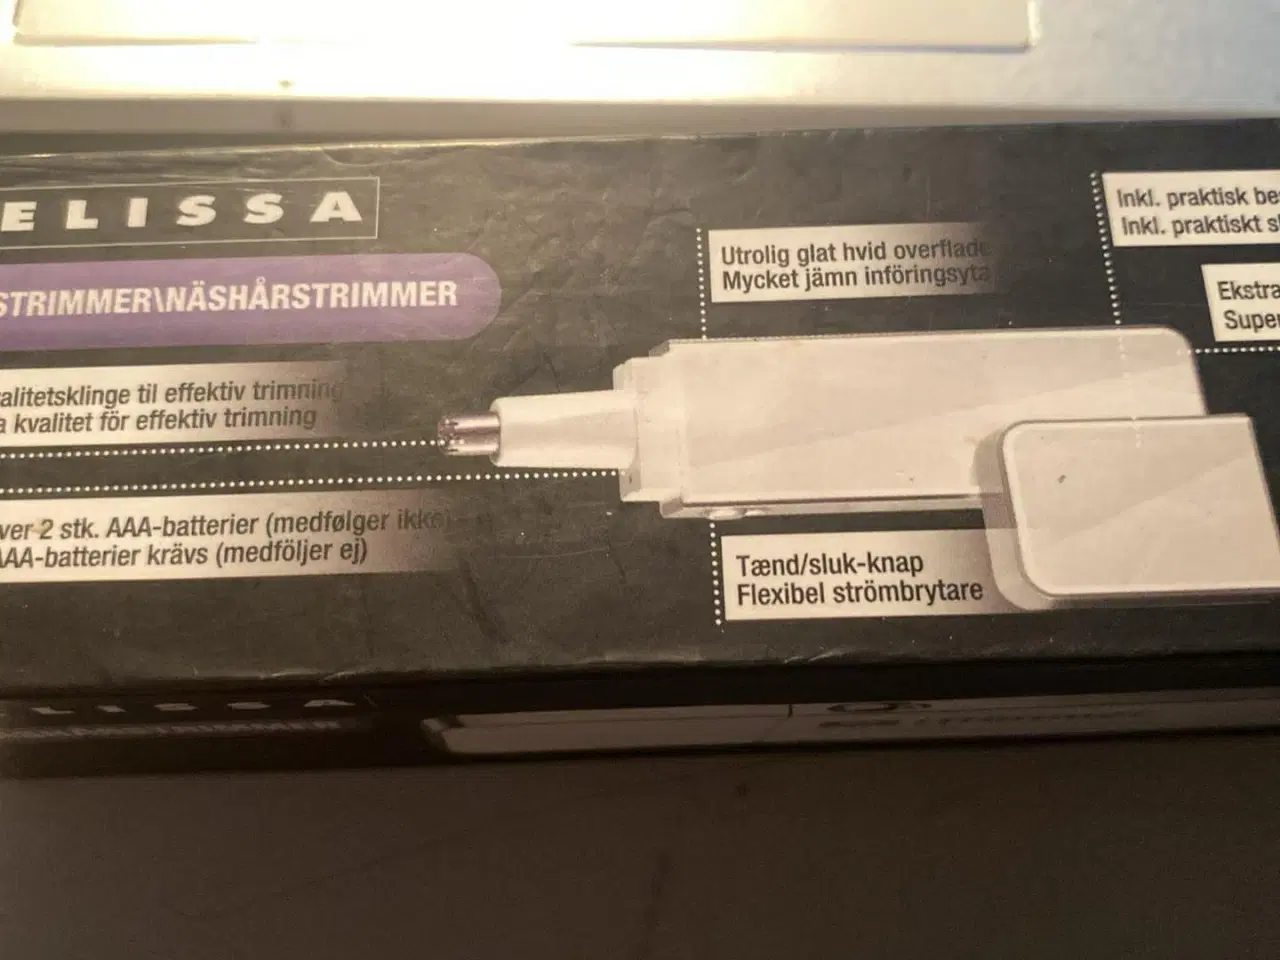 ELISSA
STRIMMER\NÄSHÅRSTRIMMER
alitetsklinge til effektiv trimning
a kvalitet för effektiv trimning
ver 2 stk. AAA-batterier (medfølger ikke)
AAA-batterier krävs (medföljer ej)
Utrolig glat hvid overflade
Mycket jämn införingsyta
Tænd/sluk-knap
Flexibel strömbrytare
Inkl. praktisk be
Inkl. praktiskt s
Ekstra
Super
LISSA